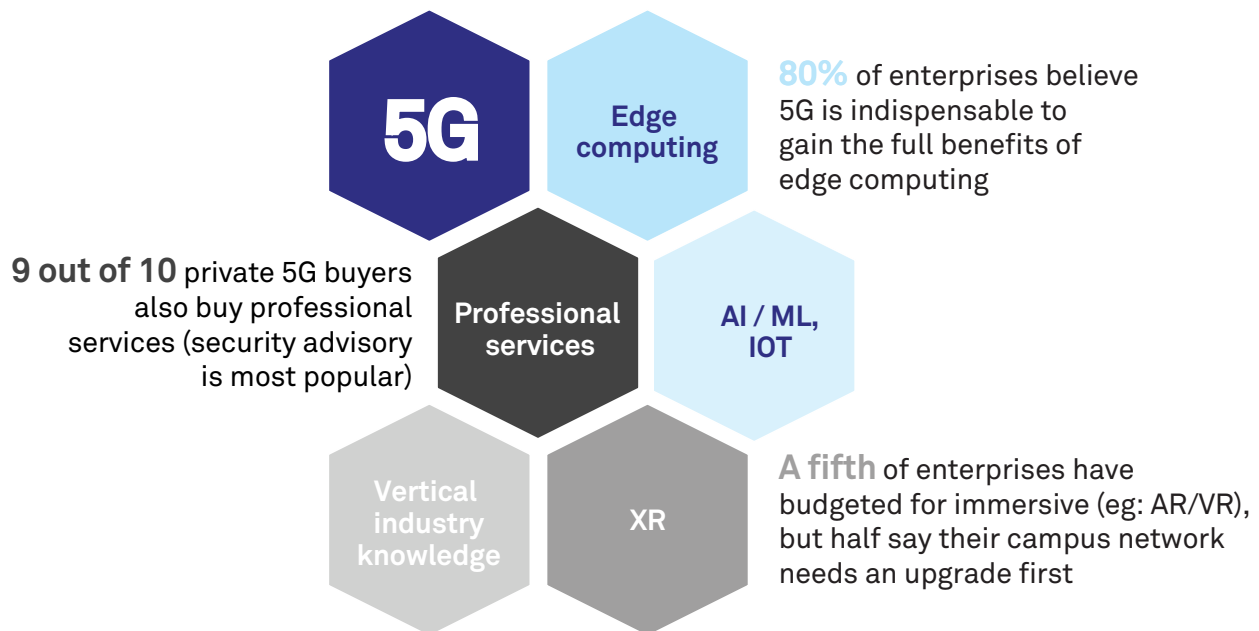 5G
Edge
computing
80% of enterprises believe
5G is indispensable to
gain the full benefits of
edge computing
9 out of 10 private 5G buyers
also buy professional
services (security advisory
is most popular)
Professional
services
AI / ML,
IOT
Vertical
industry
knowledge
XR
A fifth of enterprises have
budgeted for immersive (eg: AR/VR),
but half say their campus network
needs an upgrade first